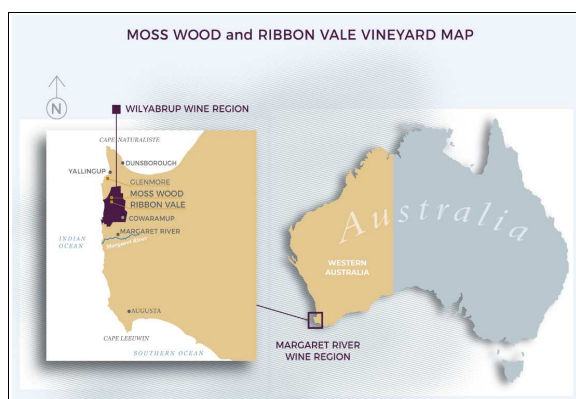 MOSS WOOD and RIBBON VALE VINEYARD MAP
N
WILYABRUP WINE REGION
CAPE NATURALISTE
DUNSBOROUGH
YALLINGUP
GLENMORE
MOSS WOOD
RIBBON VALE
COWARAMUP
MARGARET RIVER
Margaret River
INDIAN
OCEAN
AUGUSTA
CAPE LEEUWIN
SOUTHERN OCEAN
Australia
WESTERN
AUSTRALIA
MARGARET RIVER
WINE REGION